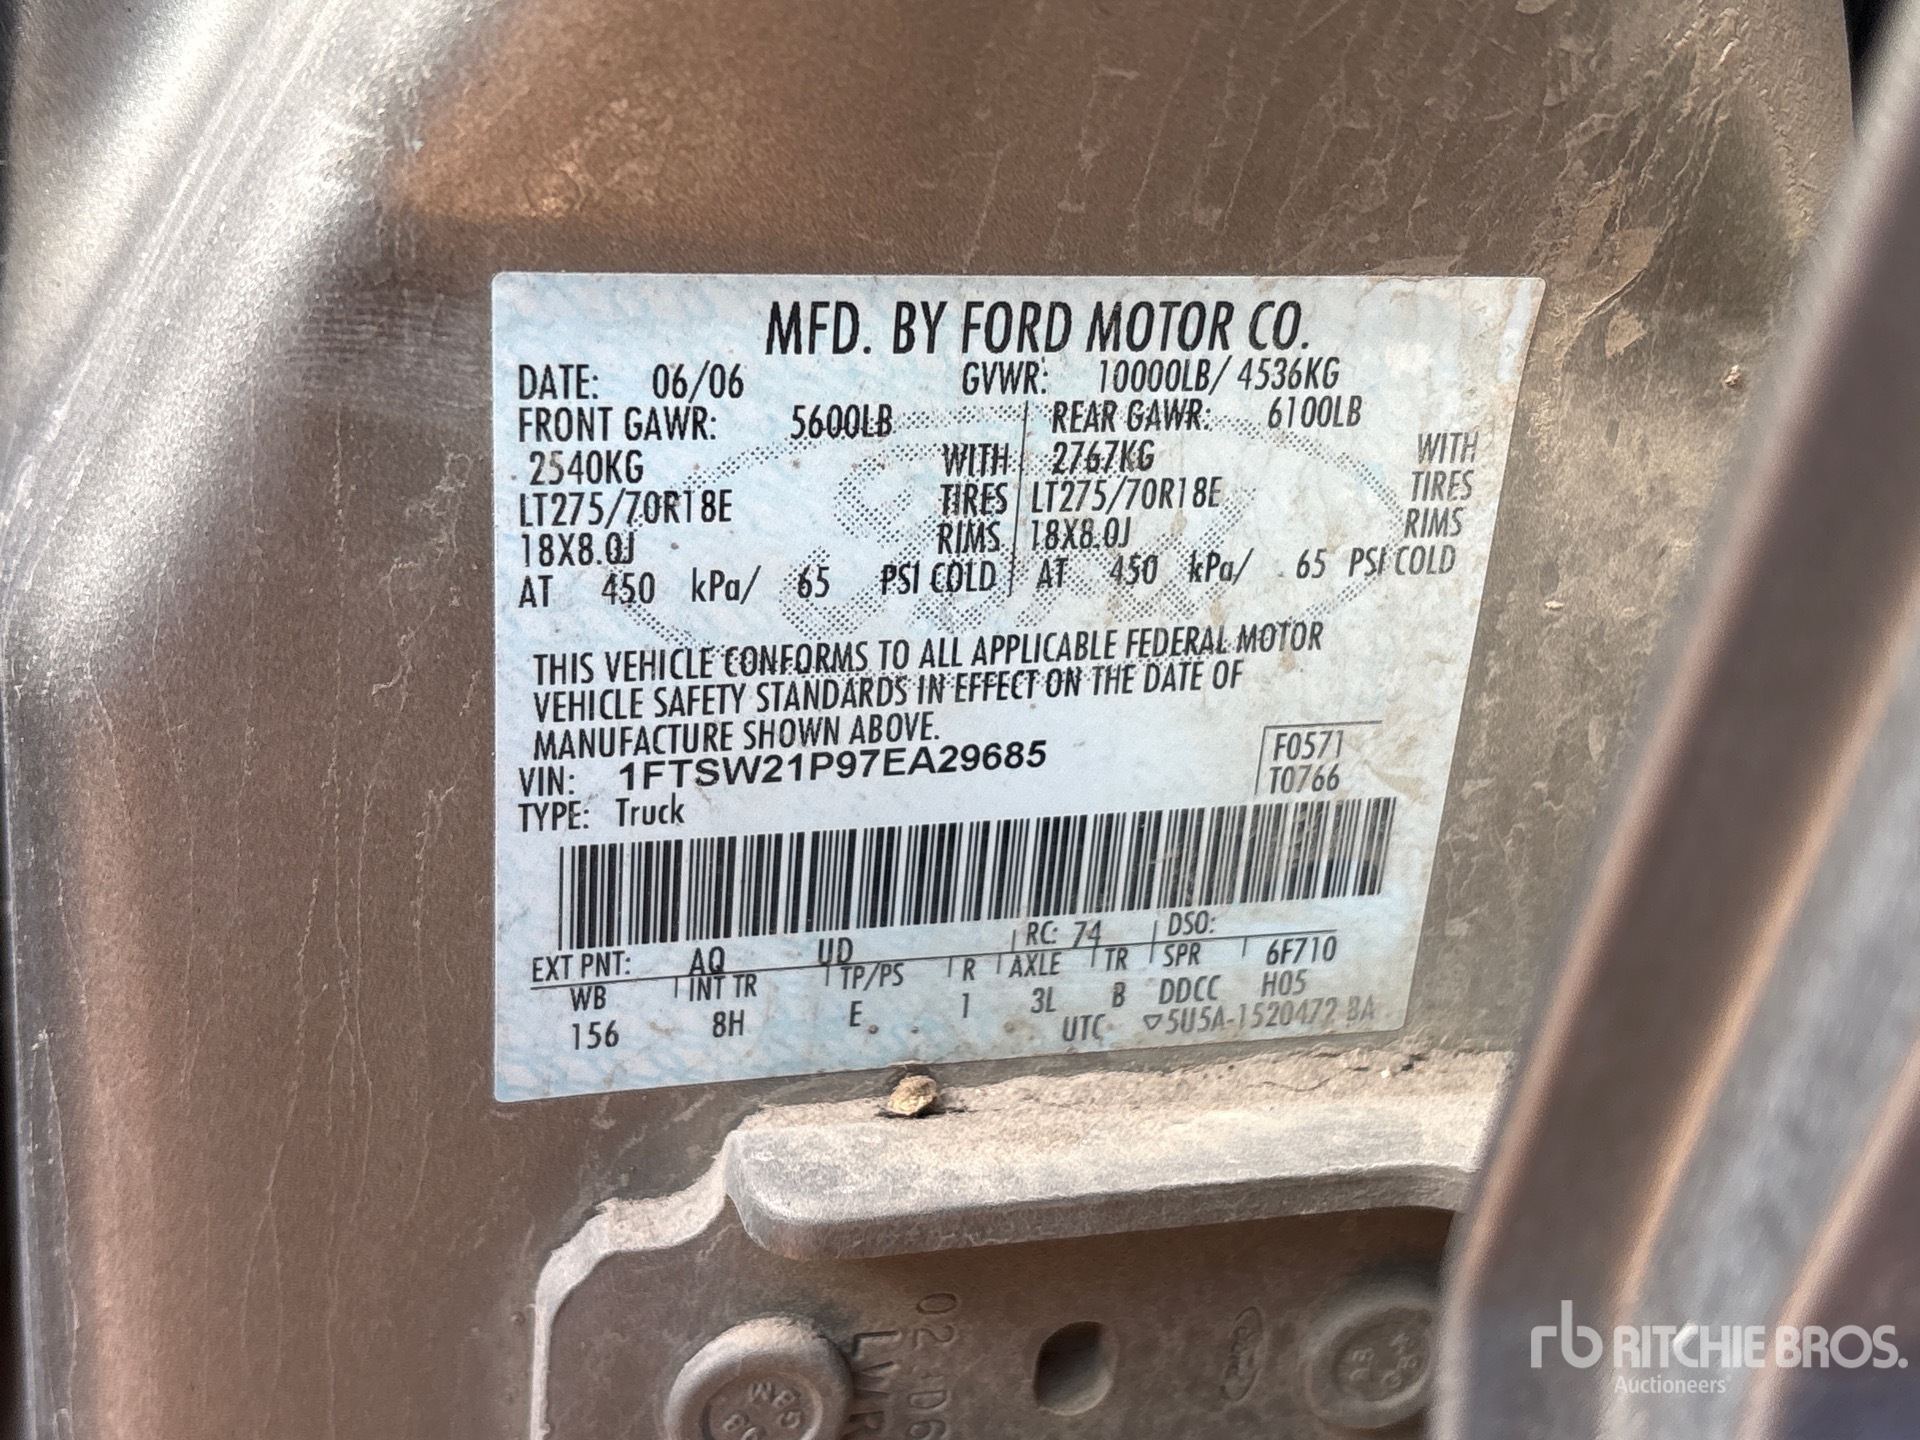 MFD. BY FORD MOTOR CO.
DATE: 06/06 GVWR: 10000LB/ 4536KG
FRONT GAWR: 5600LB REAR GAWR: 6100LB
2540KG WITH 2767KG WITH
LT275/70R18E TIRES LT275/70R18E TIRES
18X8.0J RIMS 18X8.0J RIMS
AT 450 kPa/ 65 PSI COLD AT 450 kPa/ 65 PSI COLD
THIS VEHICLE CONFORMS TO ALL APPLICABLE FEDERAL MOTOR
VEHICLE SAFETY STANDARDS IN EFFECT ON THE DATE OF
MANUFACTURE SHOWN ABOVE.
VIN: 1FTSW21P97EA29685 F0571
TYPE: Truck T0766
EXT PNT: AQ UD RC: 74 DSO:
WB INT TR TP/PS R AXLE TR SPR 6F710
156 8H E 1 3L B DDCC H05
UTC ▽5U5A-1520472 BA
02 06
rb RITCHIE BROS.
Auctioneers